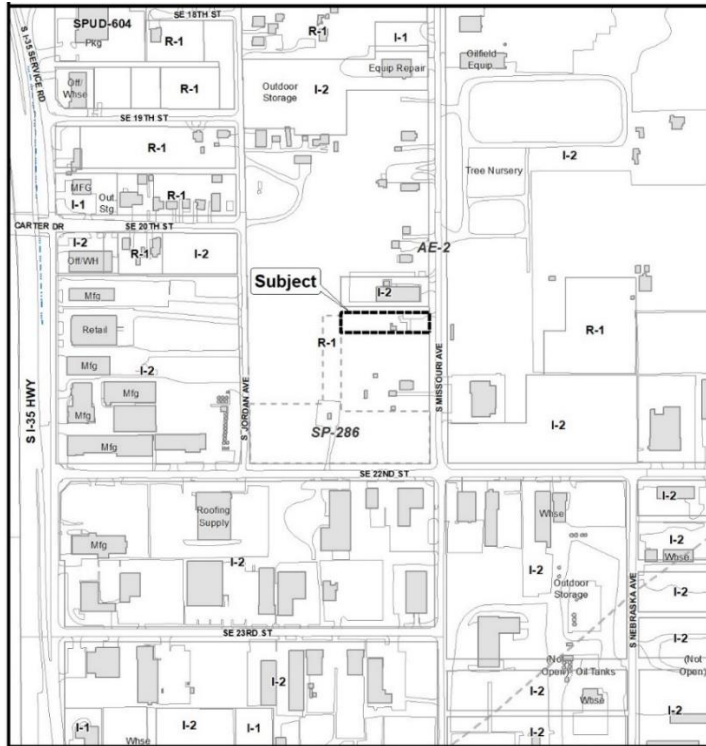 SPUD-604
Pkg
SE 18TH ST
R-1
R-1
I-1
S I-35 SERVICE RD
Off/
Whse
R-1
Outdoor
Storage
I-2
Equip Repair
Oilfield
Equip
SE 19TH ST
R-1
I-2
MFG
I-1
Out.
Stg
R-1
Tree Nursery
CARTER DR
SE 20TH ST
I-2
Off/WH
R-1
I-2
AE-2
Subject
Mfg
I-2
Retail
R-1
R-1
Mfg
I-2
Mfg
Mfg
S I-35 HWY
S JORDAN AVE
SP-286
S MISSOURI AVE
I-2
SE 22ND ST
Roofing
Supply
Mfg
I-2
Whse
I-2
Outdoor
Storage
I-2
I-2
Whse
I-2
S NEBRASKA AVE
SE 23RD ST
I-2
(Not
Open)
Oil Tanks
I-2
Whse
I-2
(Not
Open)
I-2
I-1
Whse
I-2
I-1
I-2
I-2